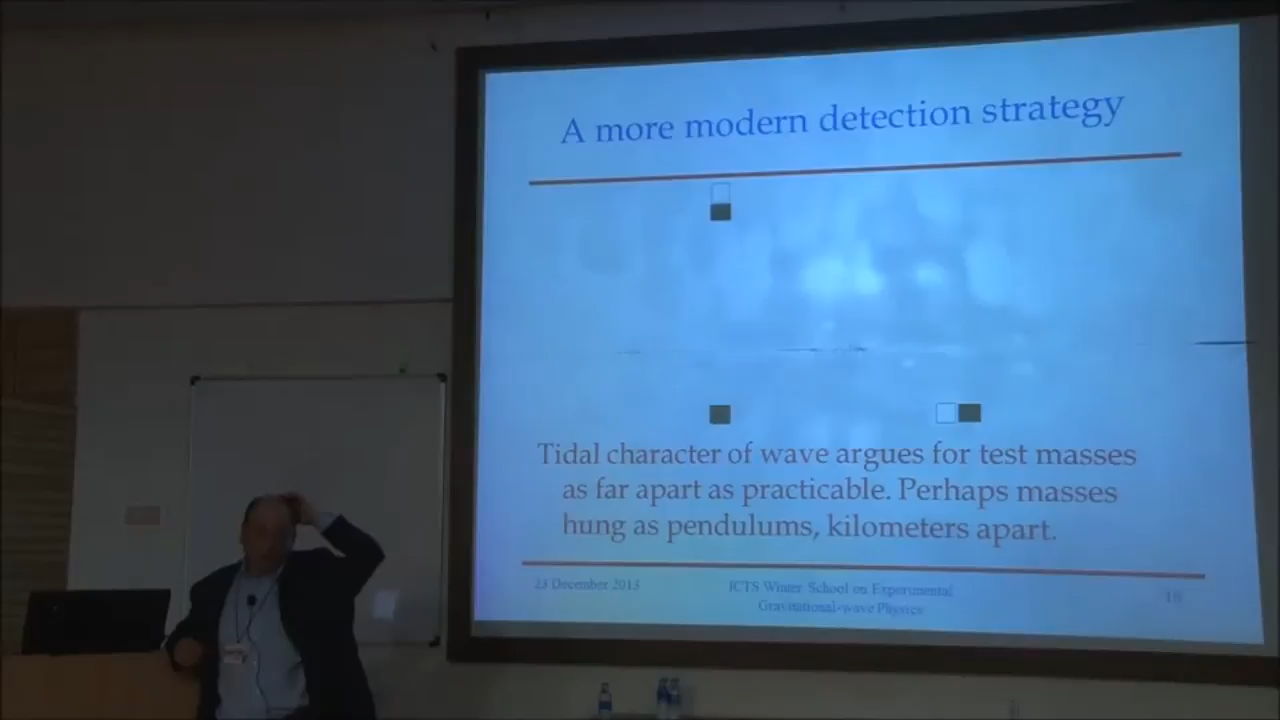 A more modern detection strategy
Tidal character of wave argues for test masses
as far apart as practicable. Perhaps masses
hung as pendulums, kilometers apart.
23 December 2013
ICTS Winter School on Experimental
Gravitational-wave Physics